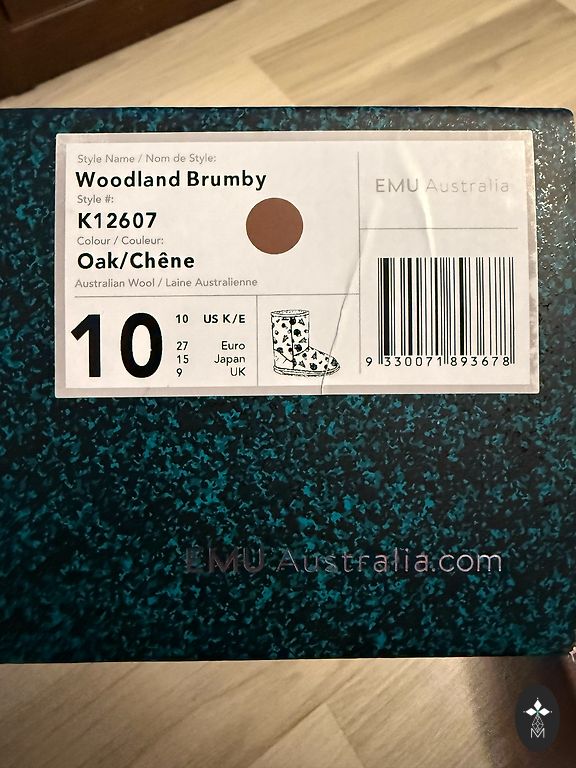 Style Name / Nom de Style:
Woodland Brumby
Style #:
K12607
Colour / Couleur:
Oak/Chêne
Australian Wool / Laine Australienne
EMU Australia
10
10 US K/E
27 Euro
15 Japan
9 UK
9 330071 893678
EMU Australia.com
M